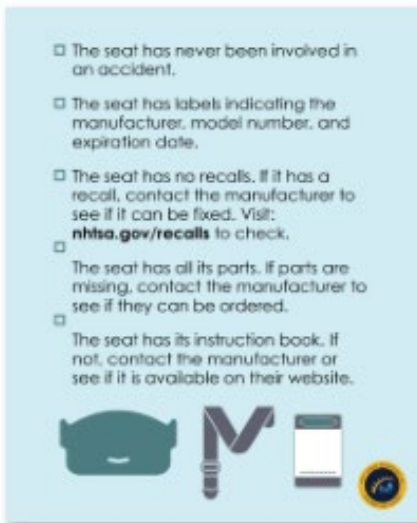 The seat has never been involved in
an accident.
The seat has labels indicating the
manufacturer, model number, and
expiration date.
The seat has no recalls. If it has a
recall, contact the manufacturer to
see if it can be fixed. Visit:
nhtsa.gov/recalls to check.
The seat has all its parts. If parts are
missing, contact the manufacturer to
see if they can be ordered.
The seat has its instruction book. If
not, contact the manufacturer or
see if it is available on their website.